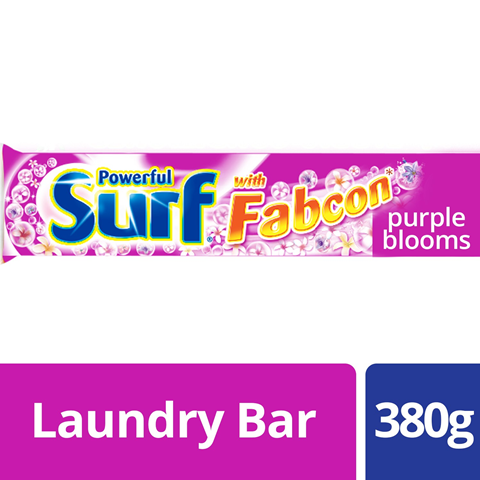 Powerful
Surf®
with
Fabcon*
purple
blooms
Laundry Bar
380g